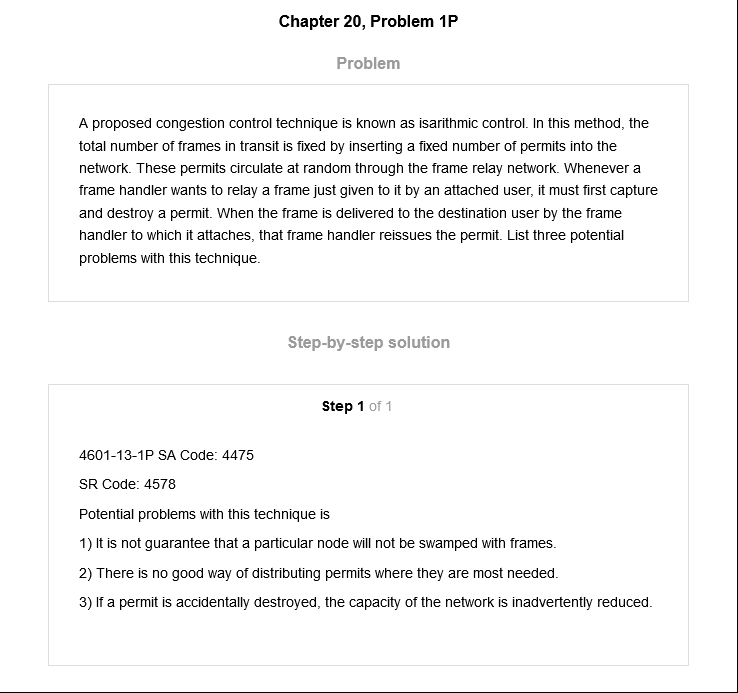 Chapter 20, Problem 1P
Problem
A proposed congestion control technique is known as isarithmic control. In this method, the
total number of frames in transit is fixed by inserting a fixed number of permits into the
network. These permits circulate at random through the frame relay network. Whenever a
frame handler wants to relay a frame just given to it by an attached user, it must first capture
and destroy a permit. When the frame is delivered to the destination user by the frame
handler to which it attaches, that frame handler reissues the permit. List three potential
problems with this technique.
Step-by-step solution
Step 1 of 1
4601-13-1P SA Code: 4475
SR Code: 4578
Potential problems with this technique is
1) It is not guarantee that a particular node will not be swamped with frames.
2) There is no good way of distributing permits where they are most needed.
3) If a permit is accidentally destroyed, the capacity of the network is inadvertently reduced.